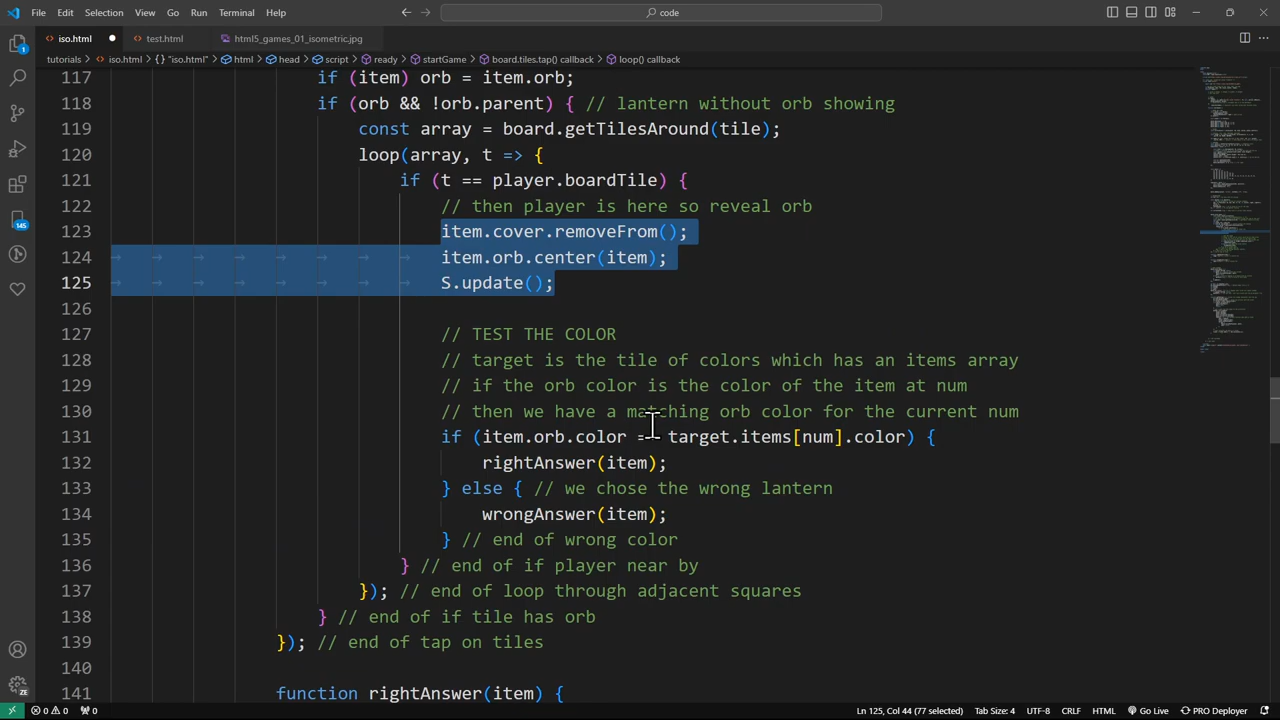 File Edit Selection View Go Run Terminal Help
code
iso.html
test.html
html5_games_01_isometric.jpg
tutorials > iso.html > {} "iso.html" > html > head > script > ready > startGame > board.tiles.tap() callback > loop() callback
117 if (item) orb = item.orb;
118 if (orb && !orb.parent) { // lantern without orb showing
119 const array = board.getTilesAround(tile);
120 loop(array, t => {
121 if (t == player.boardTile) {
122 // then player is here so reveal orb
123 item.cover.removeFrom();
124 item.orb.center(item);
125 S.update();
126
127 // TEST THE COLOR
128 // target is the tile of colors which has an items array
129 // if the orb color is the color of the item at num
130 // then we have a matching orb color for the current num
131 if (item.orb.color == target.items[num].color) {
132 rightAnswer(item);
133 } else { // we chose the wrong lantern
134 wrongAnswer(item);
135 } // end of wrong color
136 } // end of if player near by
137 }); // end of loop through adjacent squares
138 } // end of if tile has orb
139 }); // end of tap on tiles
140
141 function rightAnswer(item) {
1
145
ZE
0 0 0 Ln 125, Col 44 (77 selected) Tab Size: 4 UTF-8 CRLF HTML Go Live PRO Deployer